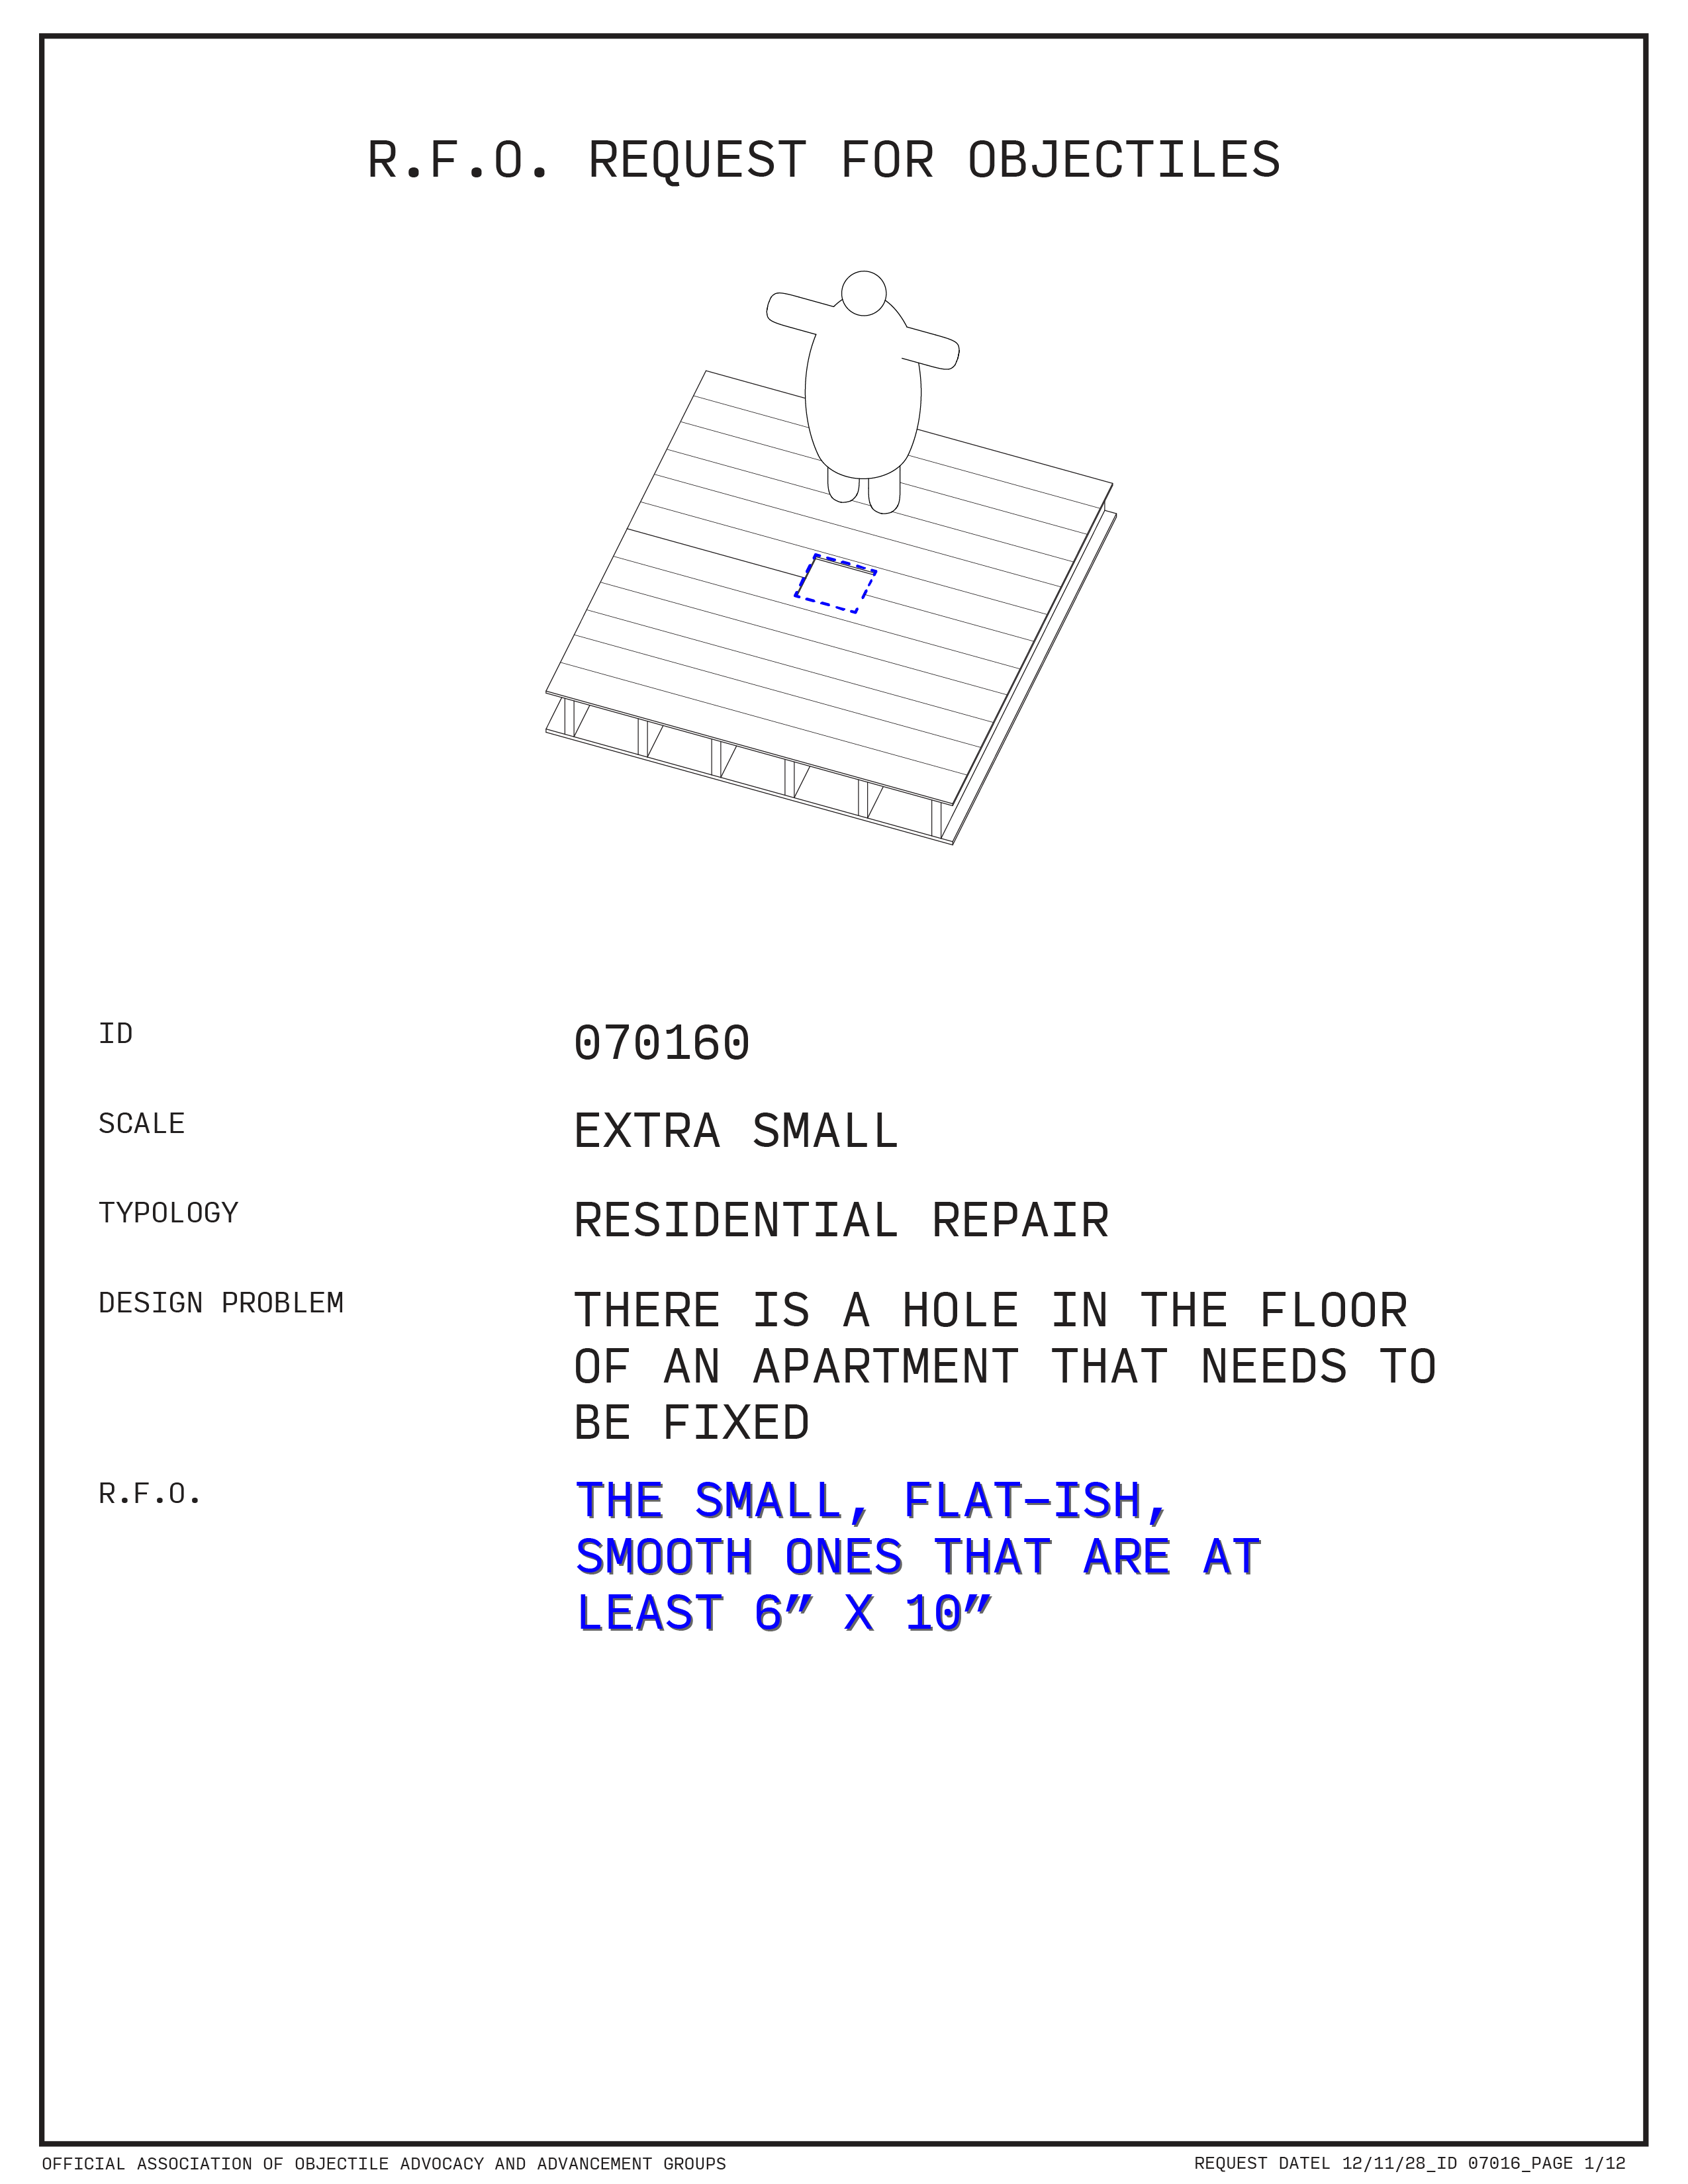 R.F.O. REQUEST FOR OBJECTILES
ID
070160
SCALE
EXTRA SMALL
TYPOLOGY
RESIDENTIAL REPAIR
DESIGN PROBLEM
THERE IS A HOLE IN THE FLOOR
OF AN APARTMENT THAT NEEDS TO
BE FIXED
R.F.O.
THE SMALL, FLAT-ISH,
SMOOTH ONES THAT ARE AT
LEAST 6” X 10”
OFFICIAL ASSOCIATION OF OBJECTILE ADVOCACY AND ADVANCEMENT GROUPS
REQUEST DATEL 12/11/28_ID 07016_PAGE 1/12